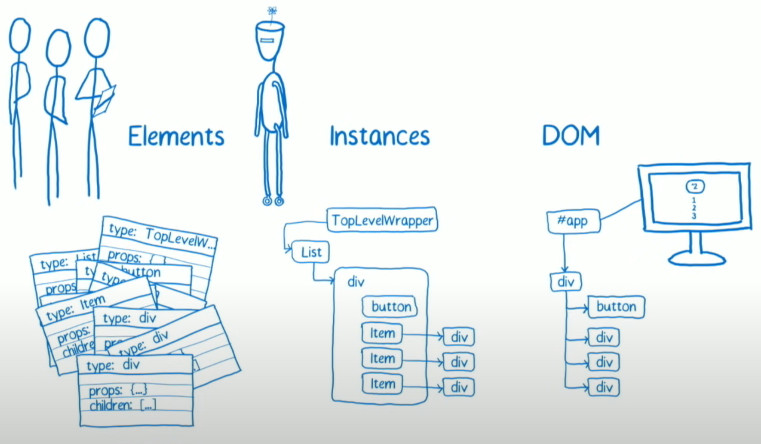 Elements
Instances
DOM
type: TopLevelW...
props: { }
type: List
props
button
type: Item
props:
childre
type: div
type: div
type: div
props: {...}
children: [...]
TopLevelWrapper
List
div
button
Item
div
Item
div
Item
div
#app
2
1
2
3
div
button
div
div
div